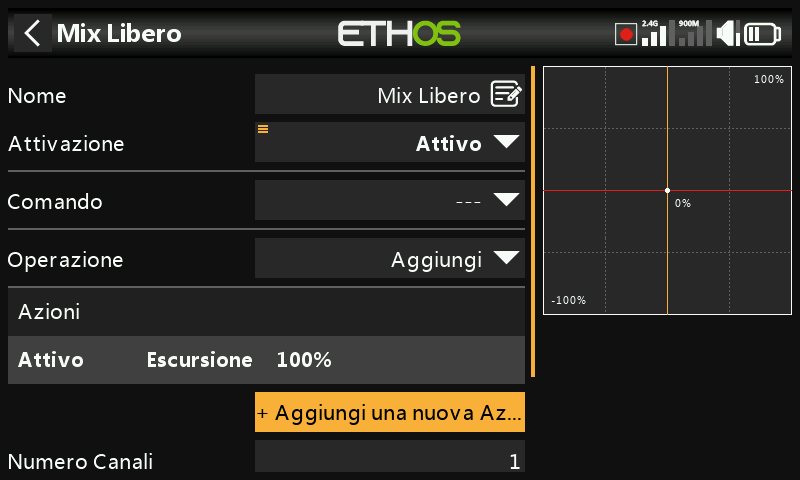 Mix Libero
ETHOS
2.4G
900M
Nome
Mix Libero
Attivazione
Attivo
Comando
---
Operazione
Aggiungi
Azioni
Attivo Escursione 100%
+ Aggiungi una nuova Az...
Numero Canali
1
100%
0%
-100%